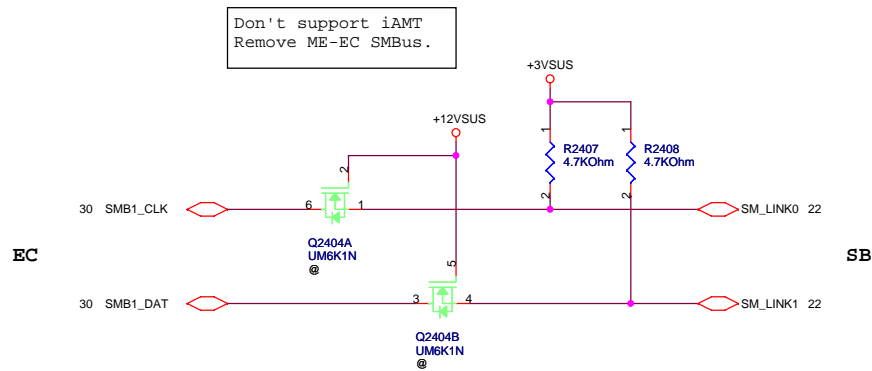 Don't support iAMT
Remove ME-EC SMBus.
+3VSUS
+12VSUS
1 1
R2407 R2408
4.7KOhm 4.7KOhm
2
2 2
30 SMB1_CLK 6 1 SM_LINK0 22
Q2404A
UM6K1N
@
EC SB
5
30 SMB1_DAT 3 4 SM_LINK1 22
Q2404B
UM6K1N
@